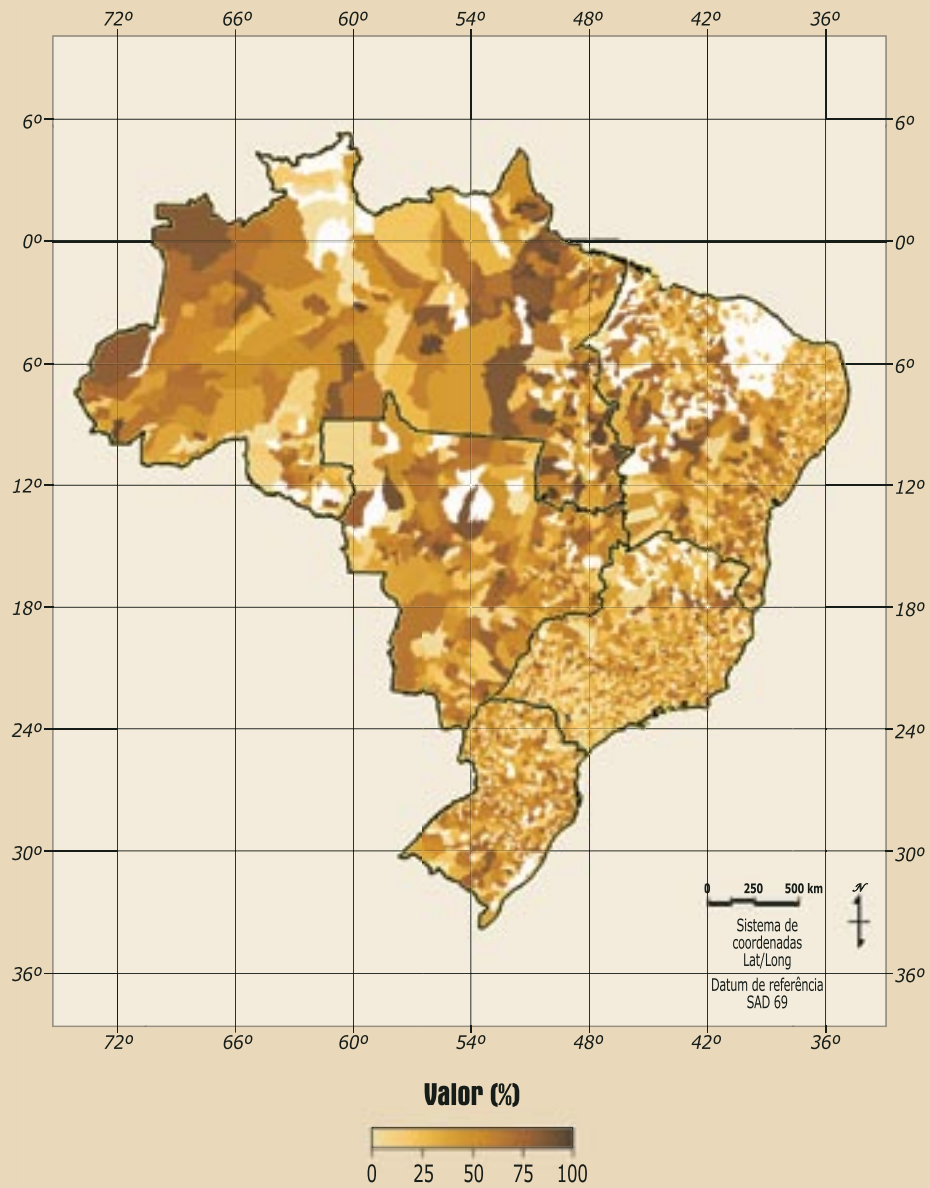 72º 66º 60º 54º 48º 42º 36º
6º 6º
0º 0º
6º 6º
12º 12º
18º 18º
24º 24º
30º 30º
0 250 500 km N
Sistema de
coordenadas
Lat/Long
36º 36º
Datum de referência
SAD 69
72º 66º 60º 54º 48º 42º 36º
Valor (%)
0 25 50 75 100